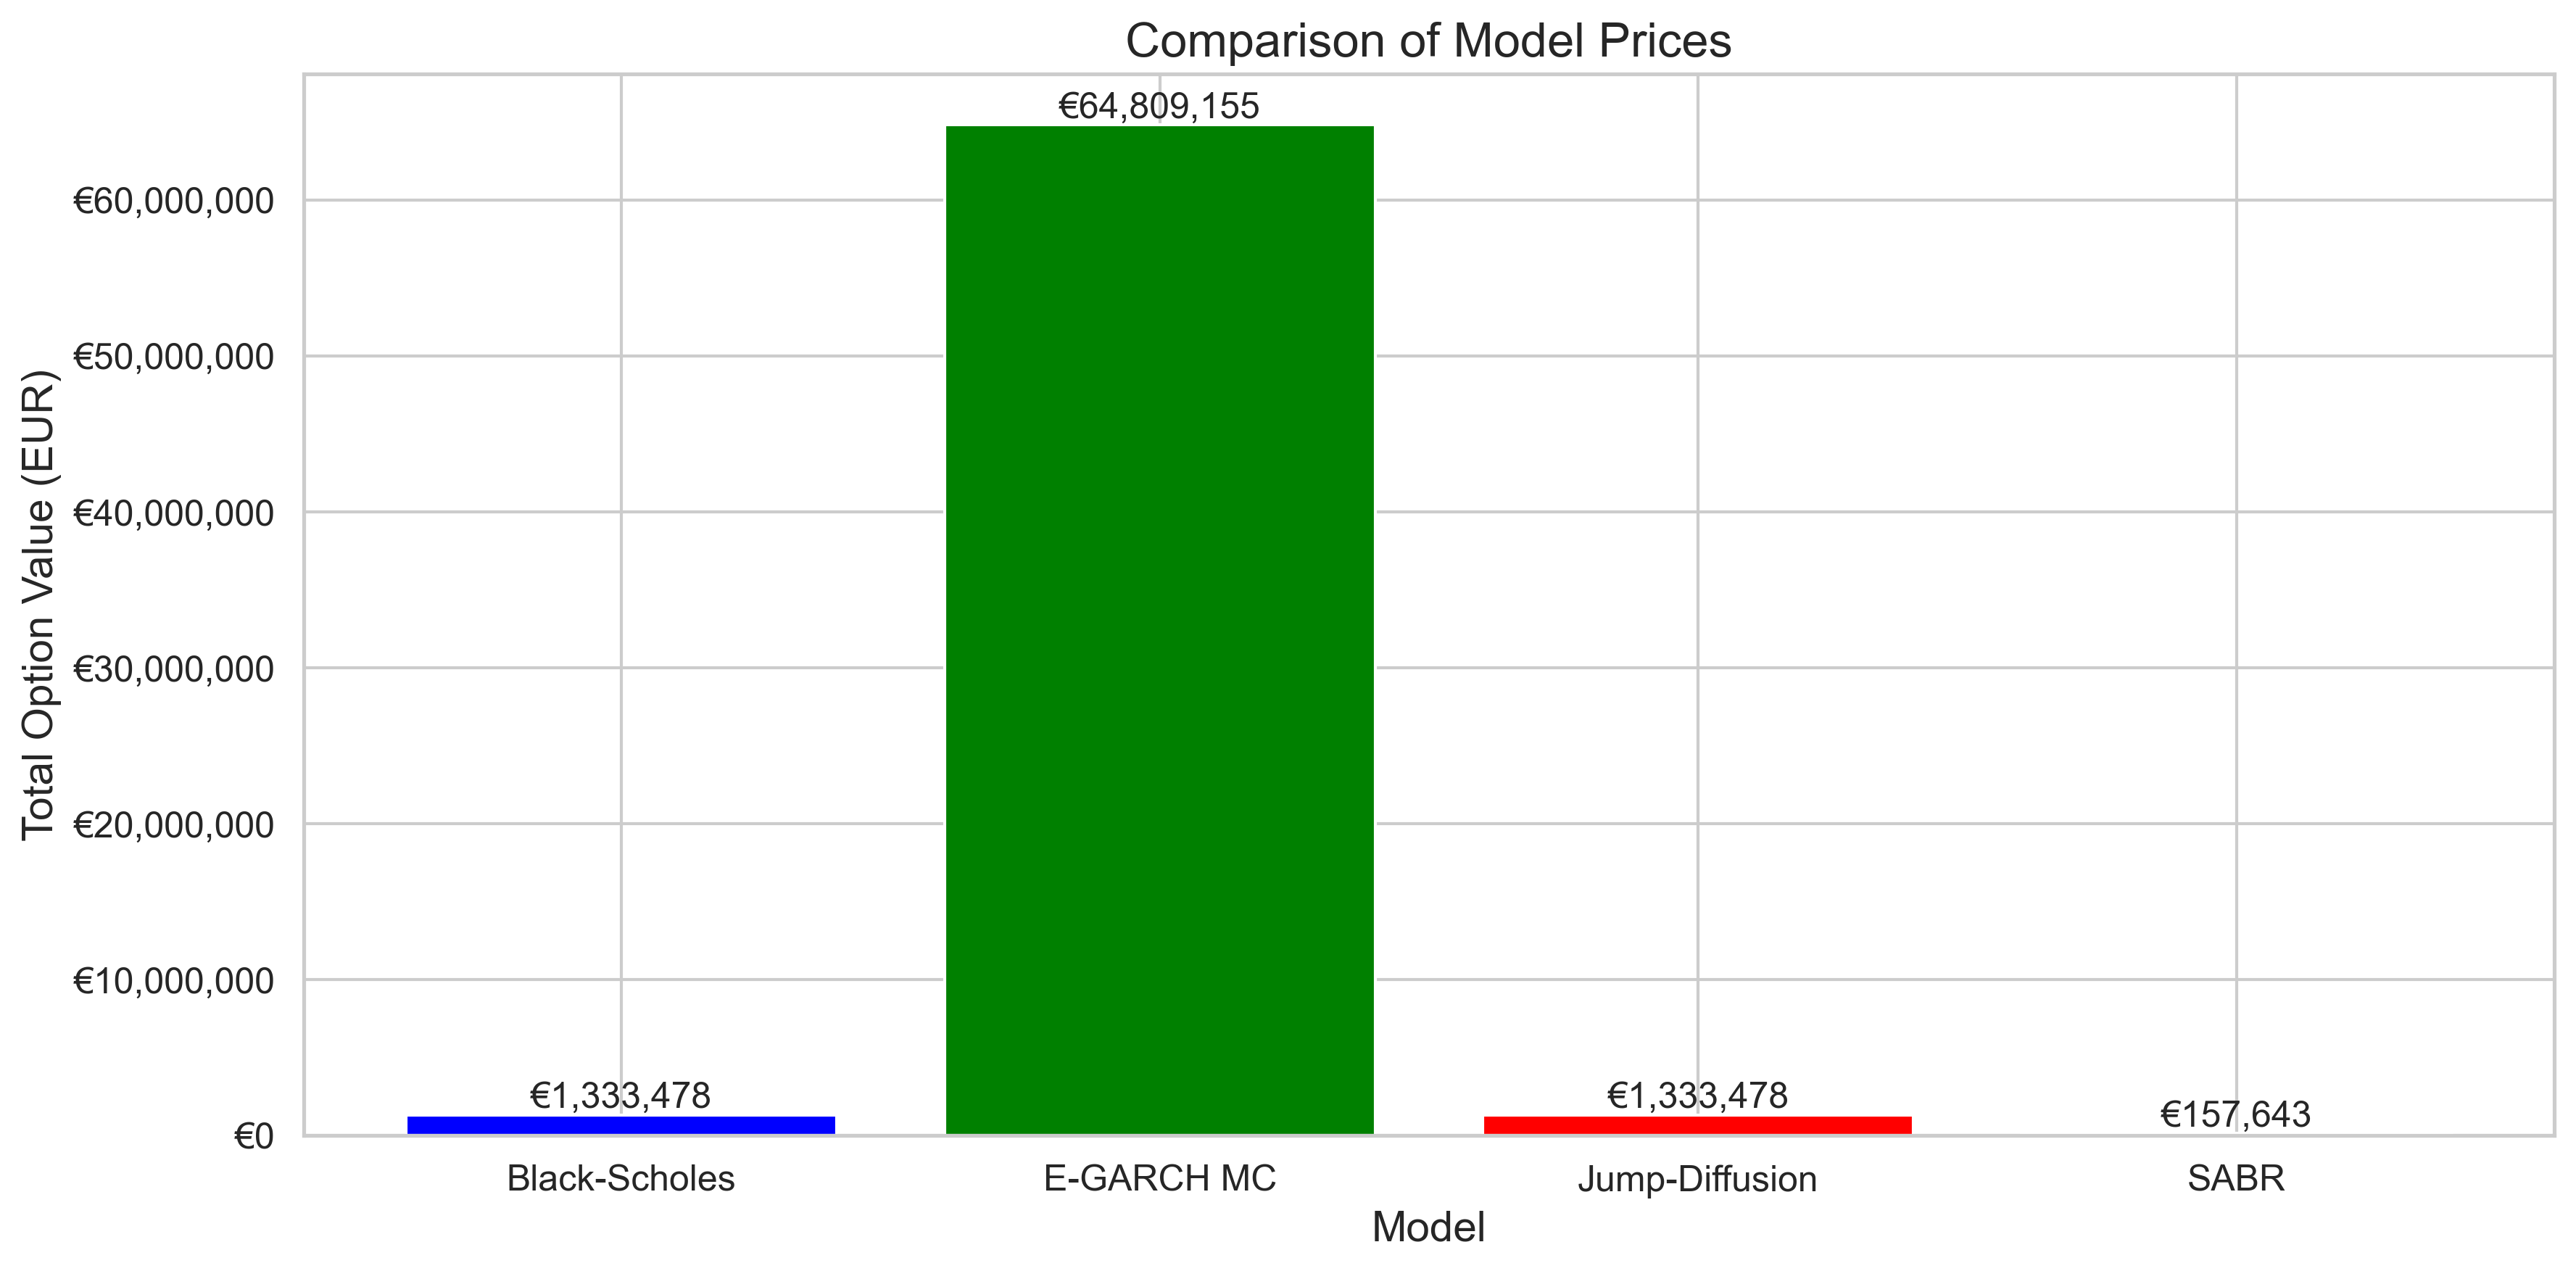 Comparison of Model Prices
Total Option Value (EUR)
€60,000,000
€50,000,000
€40,000,000
€30,000,000
€20,000,000
€10,000,000
€0
€1,333,478
€64,809,155
€1,333,478
€157,643
Black-Scholes
E-GARCH MC
Jump-Diffusion
SABR
Model